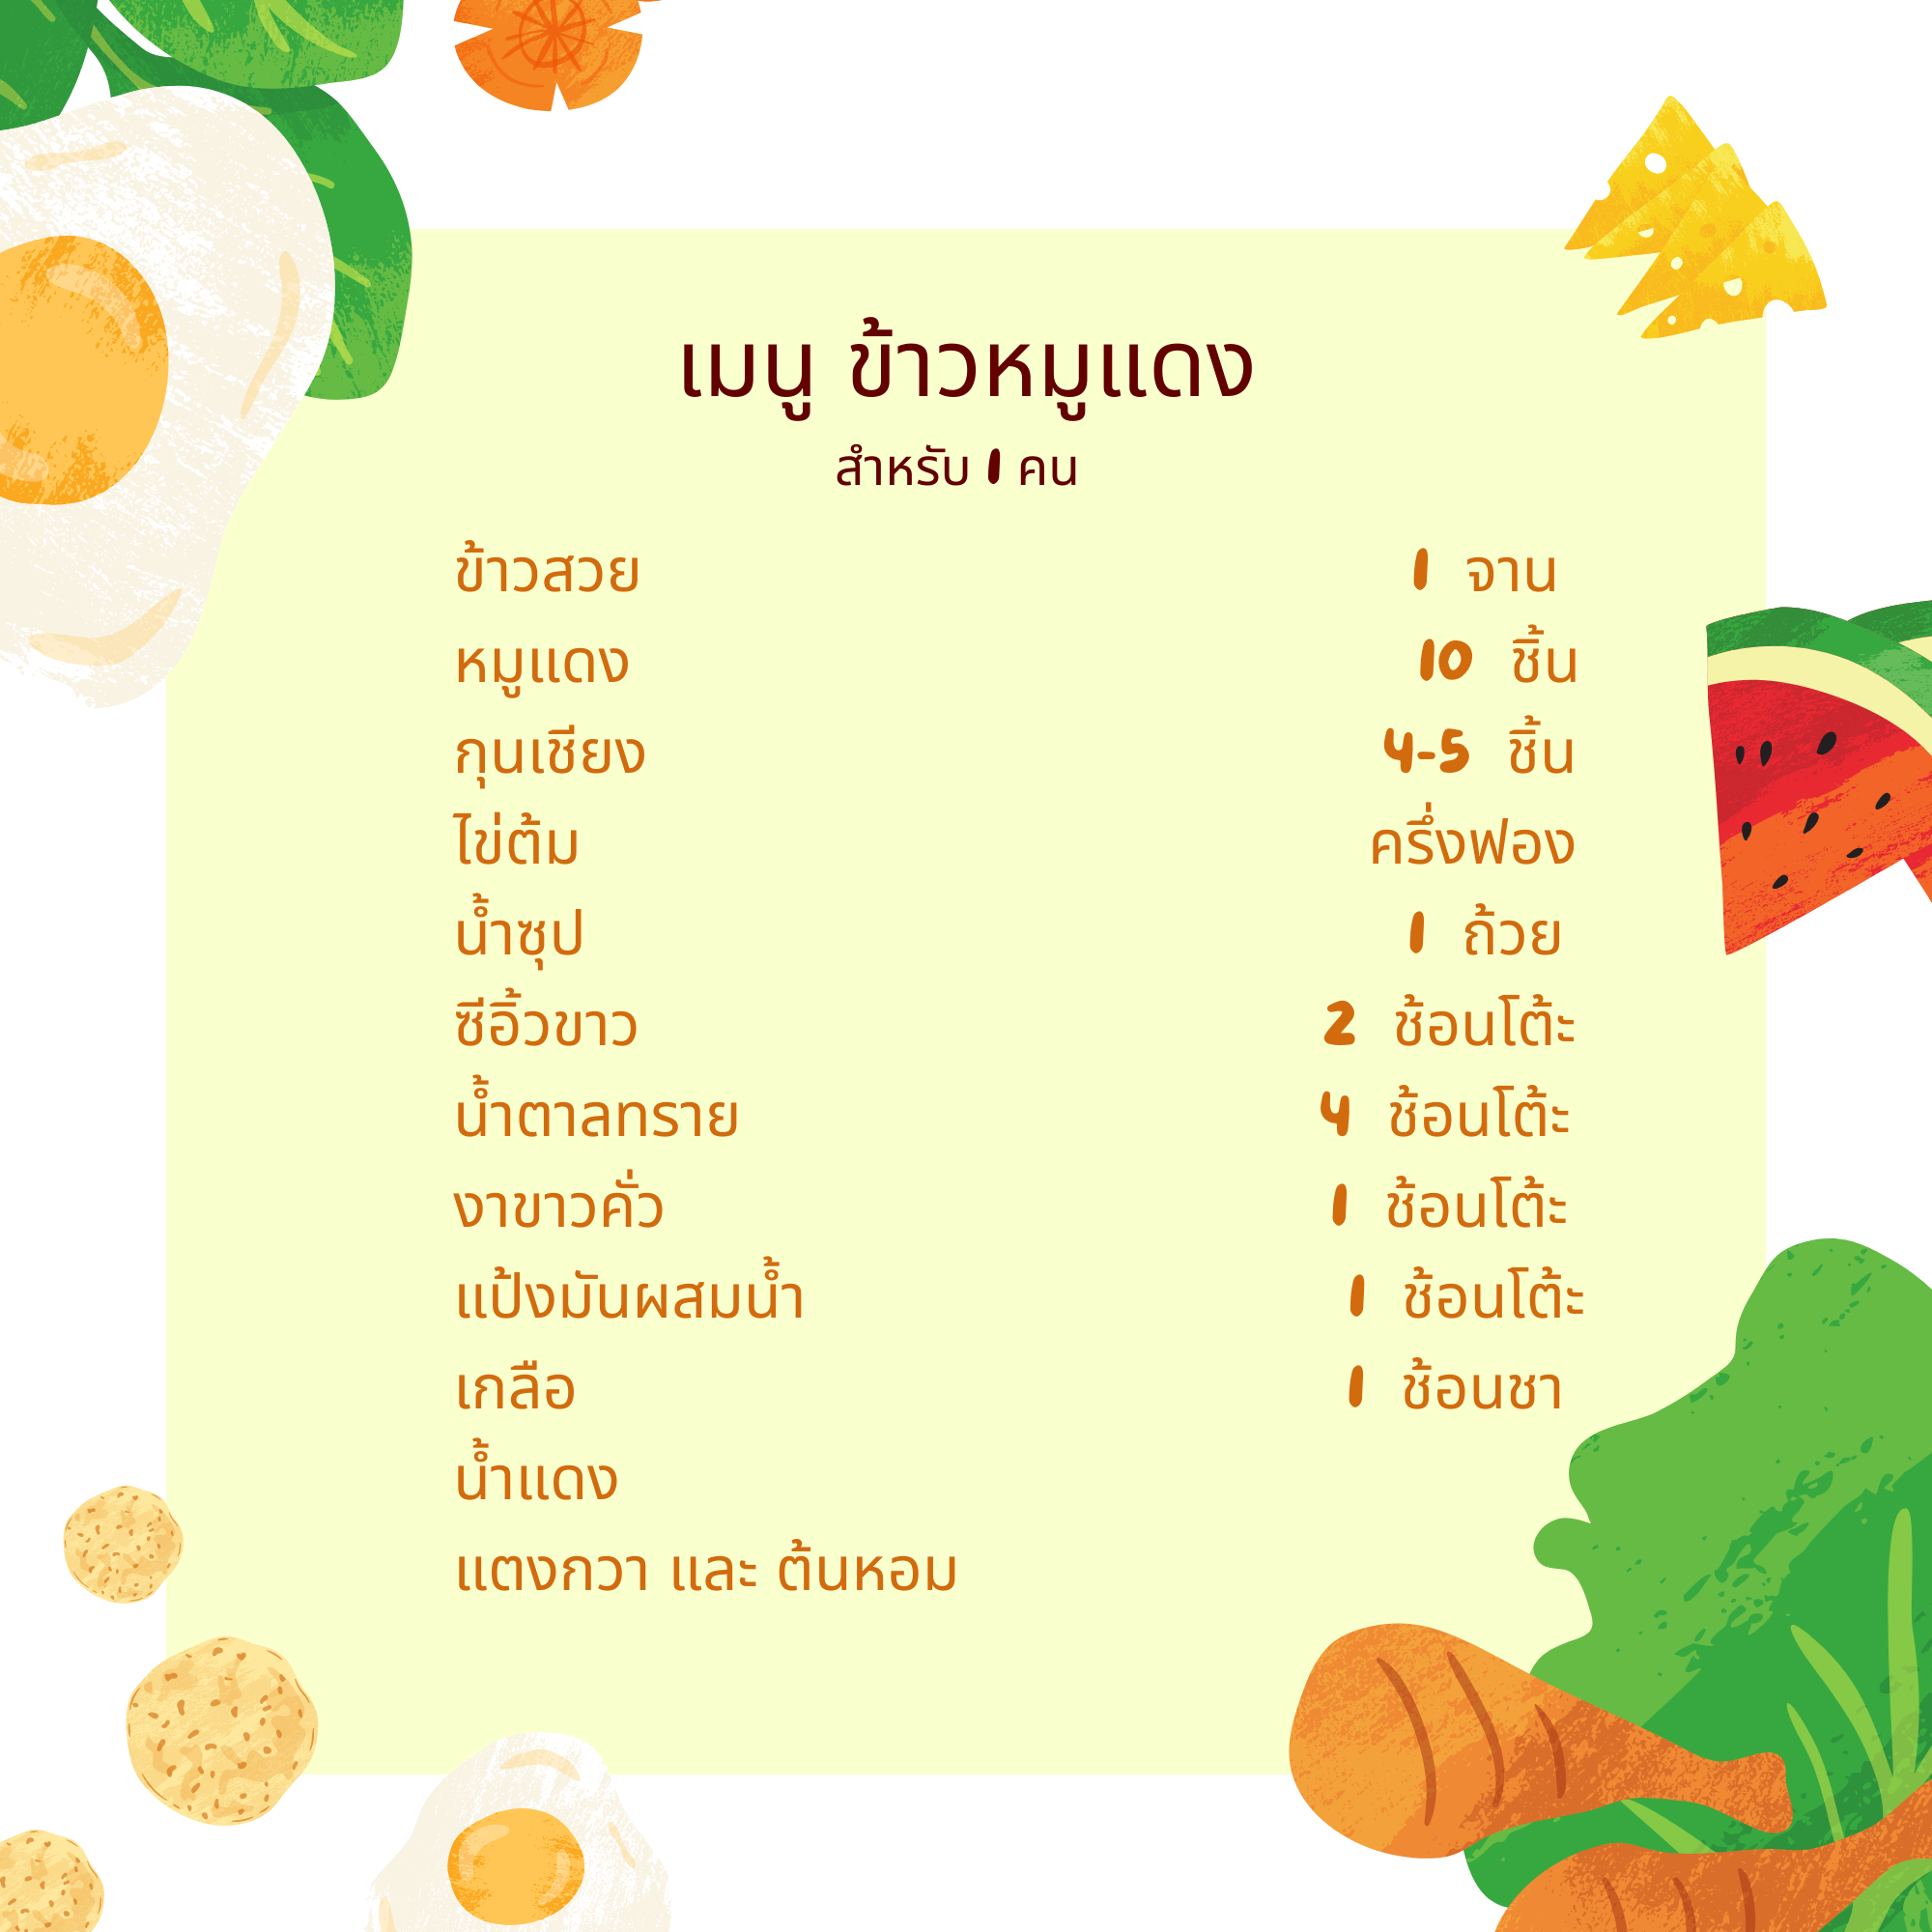 เมนู ข้าวหมูแดง
สำหรับ 1 คน
ข้าวสวย 1 จาน
หมูแดง 10 ชิ้น
กุนเชียง 4-5 ชิ้น
ไข่ต้ม ครึ่งฟอง
น้ำซุป 1 ถ้วย
ซีอิ้วขาว 2 ช้อนโต้ะ
น้ำตาลทราย 4 ช้อนโต้ะ
งาขาวคั่ว 1 ช้อนโต้ะ
แป้งมันผสมน้ำ 1 ช้อนโต้ะ
เกลือ 1 ช้อนชา
น้ำแดง
แตงกวา และ ต้นหอม